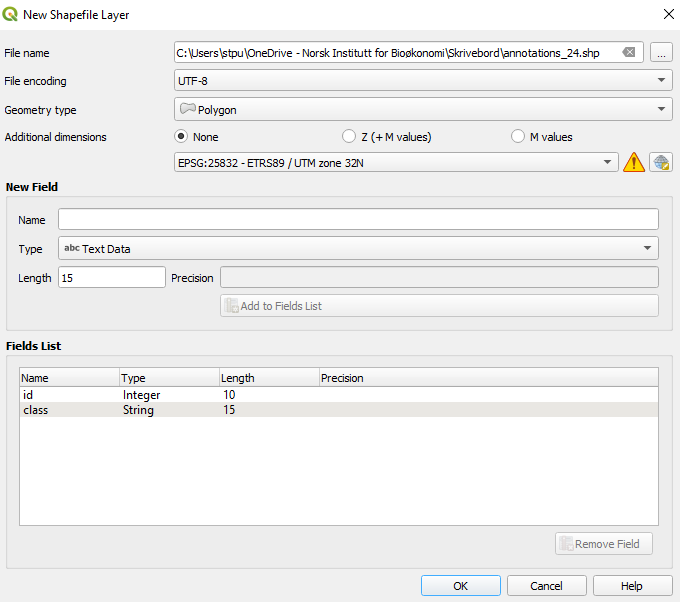 New Shapefile Layer
File name C:\Users\stpu\OneDrive - Norsk Institutt for Bioøkonomi\Skrivebord\annotations_24.shp ...
File encoding UTF-8
Geometry type Polygon
Additional dimensions None Z (+ M values) M values
EPSG:25832 - ETRS89 / UTM zone 32N
New Field
Name
Type abc Text Data
Length 15 Precision
Add to Fields List
Fields List
Name Type Length Precision
id Integer 10
class String 15
Remove Field
OK Cancel Help